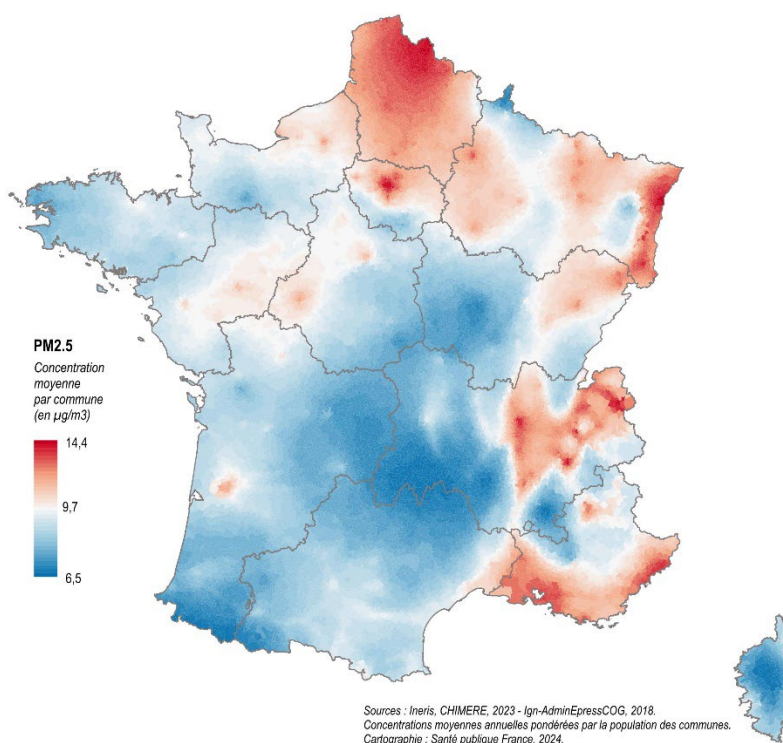 PM2.5
Concentration
moyenne
par commune
(en µg/m3)
14,4
9,7
6,5
Sources : Ineris, CHIMERE, 2023 - Ign-AdminEpressCOG, 2018.
Concentrations moyennes annuelles pondérées par la population des communes.
Cartographie : Santé publique France, 2024.